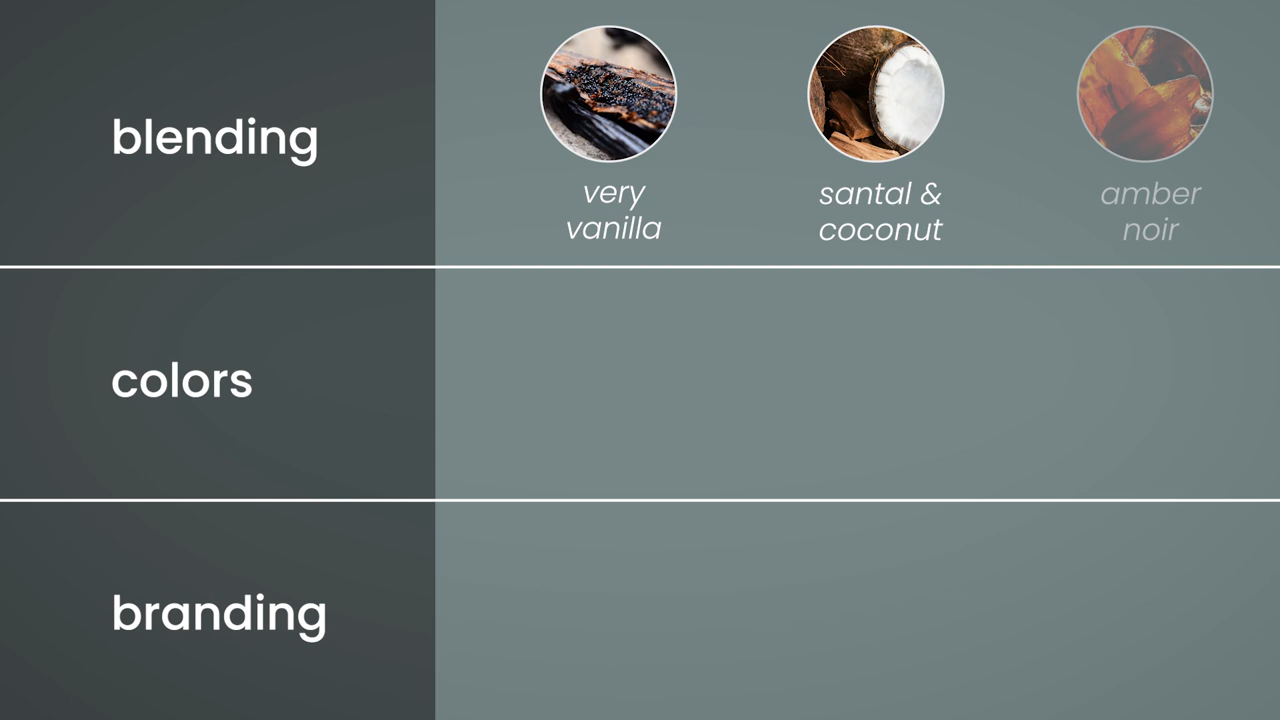 blending
very
vanilla
santal &
coconut
amber
noir
colors
branding